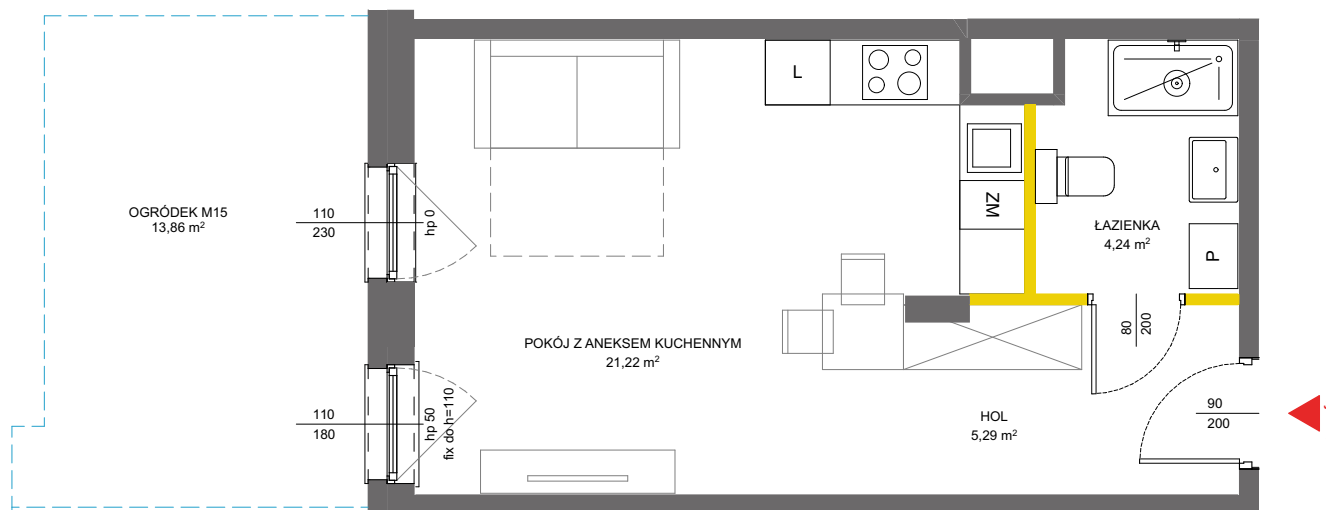 OGRÓDEK M15
13,86 m²
110
230
hp 0
110
180
hp 50
fix do h=110
POKÓJ Z ANEKSEM KUCHENNYM
21,22 m²
L
ZM
ŁAZIENKA
4,24 m²
P
80
200
HOL
5,29 m²
90
200